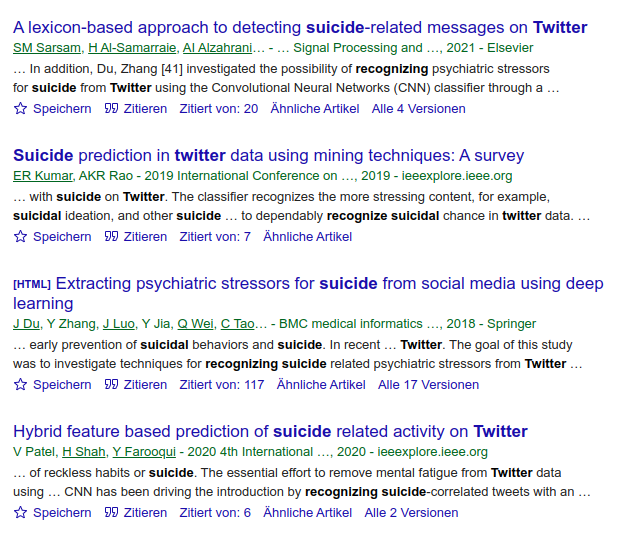 A lexicon-based approach to detecting suicide-related messages on Twitter
SM Sarsam, H Al-Samarraie, AI Alzahrani… - … Signal Processing and …, 2021 - Elsevier
… In addition, Du, Zhang [41] investigated the possibility of recognizing psychiatric stressors
for suicide from Twitter using the Convolutional Neural Networks (CNN) classifier through a …
Speichern Zitieren Zitiert von: 20 Ähnliche Artikel Alle 4 Versionen
Suicide prediction in twitter data using mining techniques: A survey
ER Kumar, AKR Rao - 2019 International Conference on …, 2019 - ieeexplore.ieee.org
… with suicide on Twitter. The classifier recognizes the more stressing content, for example,
suicidal ideation, and other suicide … to dependably recognize suicidal chance in twitter data. …
Speichern Zitieren Zitiert von: 7 Ähnliche Artikel
[HTML] Extracting psychiatric stressors for suicide from social media using deep
learning
J Du, Y Zhang, J Luo, Y Jia, Q Wei, C Tao… - BMC medical informatics …, 2018 - Springer
… early prevention of suicidal behaviors and suicide. In recent … Twitter. The goal of this study
was to investigate techniques for recognizing suicide related psychiatric stressors from Twitter …
Speichern Zitieren Zitiert von: 117 Ähnliche Artikel Alle 17 Versionen
Hybrid feature based prediction of suicide related activity on Twitter
V Patel, H Shah, Y Farooqui - 2020 4th International …, 2020 - ieeexplore.ieee.org
… of reckless habits or suicide. The essential effort to remove mental fatigue from Twitter data
using … CNN has been driving the introduction by recognizing suicide-correlated tweets with an …
Speichern Zitieren Zitiert von: 6 Ähnliche Artikel Alle 2 Versionen